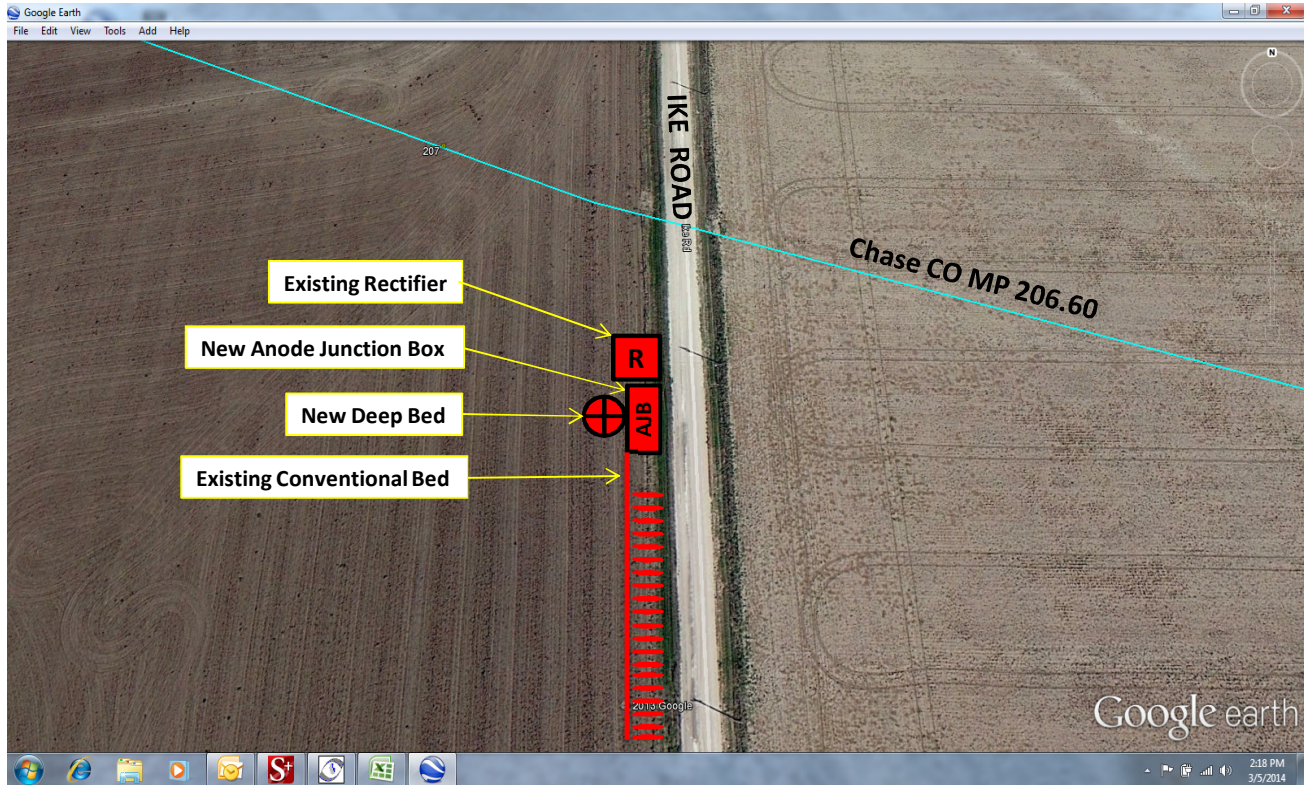 Google Earth
File Edit View Tools Add Help
N
IKE ROAD
207
Ike Rd
Chase CO MP 206.60
Existing Rectifier
R
New Anode Junction Box
AJB
New Deep Bed
Existing Conventional Bed
© 2013 Google
Google earth
S+
2:18 PM
3/5/2014